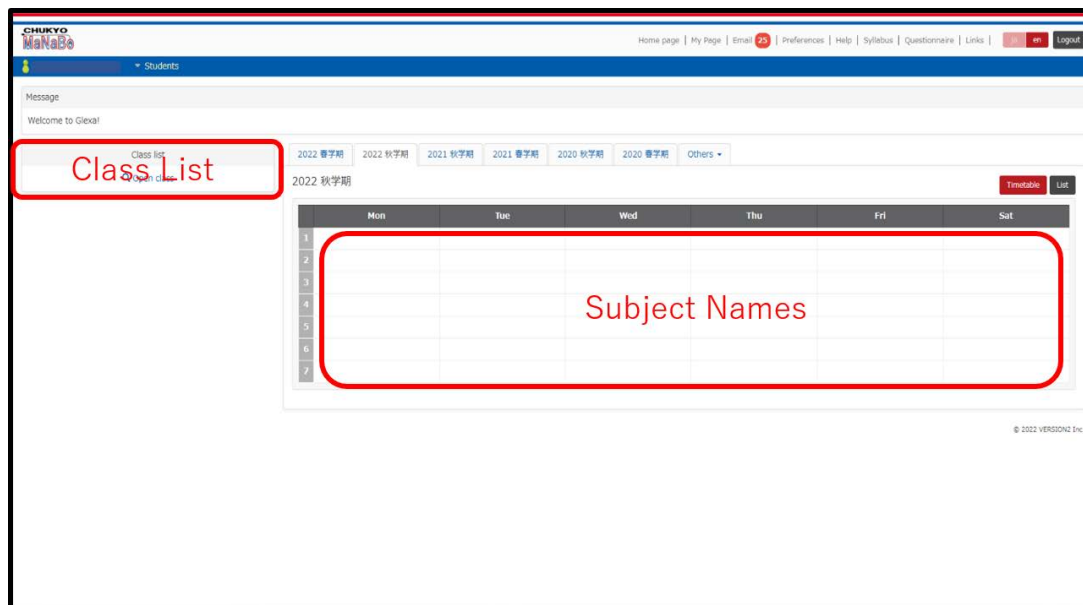 CHUKYO
MaNaBo
Home page | My Page | Email 25 | Preferences | Help | Syllabus | Questionnaire | Links | ja en Logout
Students
Message
Welcome to Glexa!
Class list
Class List
Open class
2022 春学期 2022 秋学期 2021 秋学期 2021 春学期 2020 秋学期 2020 春学期 Others
2022 秋学期
Timetable List
Mon Tue Wed Thu Fri Sat
1
2
3
4
Subject Names
5
6
7
© 2022 VERSION2 Inc